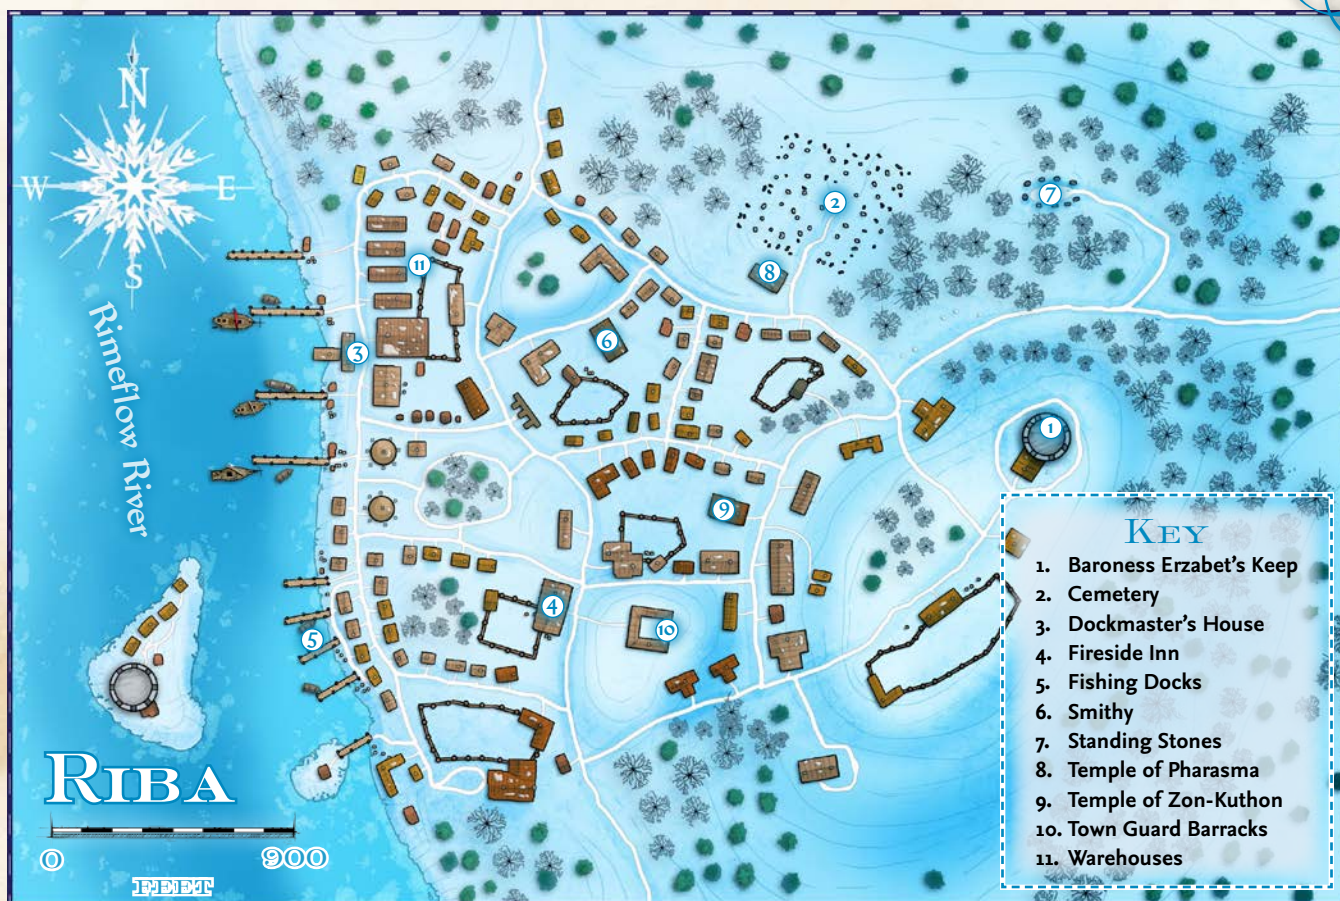 N
W E
S
Rimeflow River
2
7
8
11
6
3
1
9
4
10
5
RIBA
0 900
FEET
KEY
1. Baroness Erzabet's Keep
2. Cemetery
3. Dockmaster's House
4. Fireside Inn
5. Fishing Docks
6. Smithy
7. Standing Stones
8. Temple of Pharasma
9. Temple of Zon-Kuthon
10. Town Guard Barracks
11. Warehouses